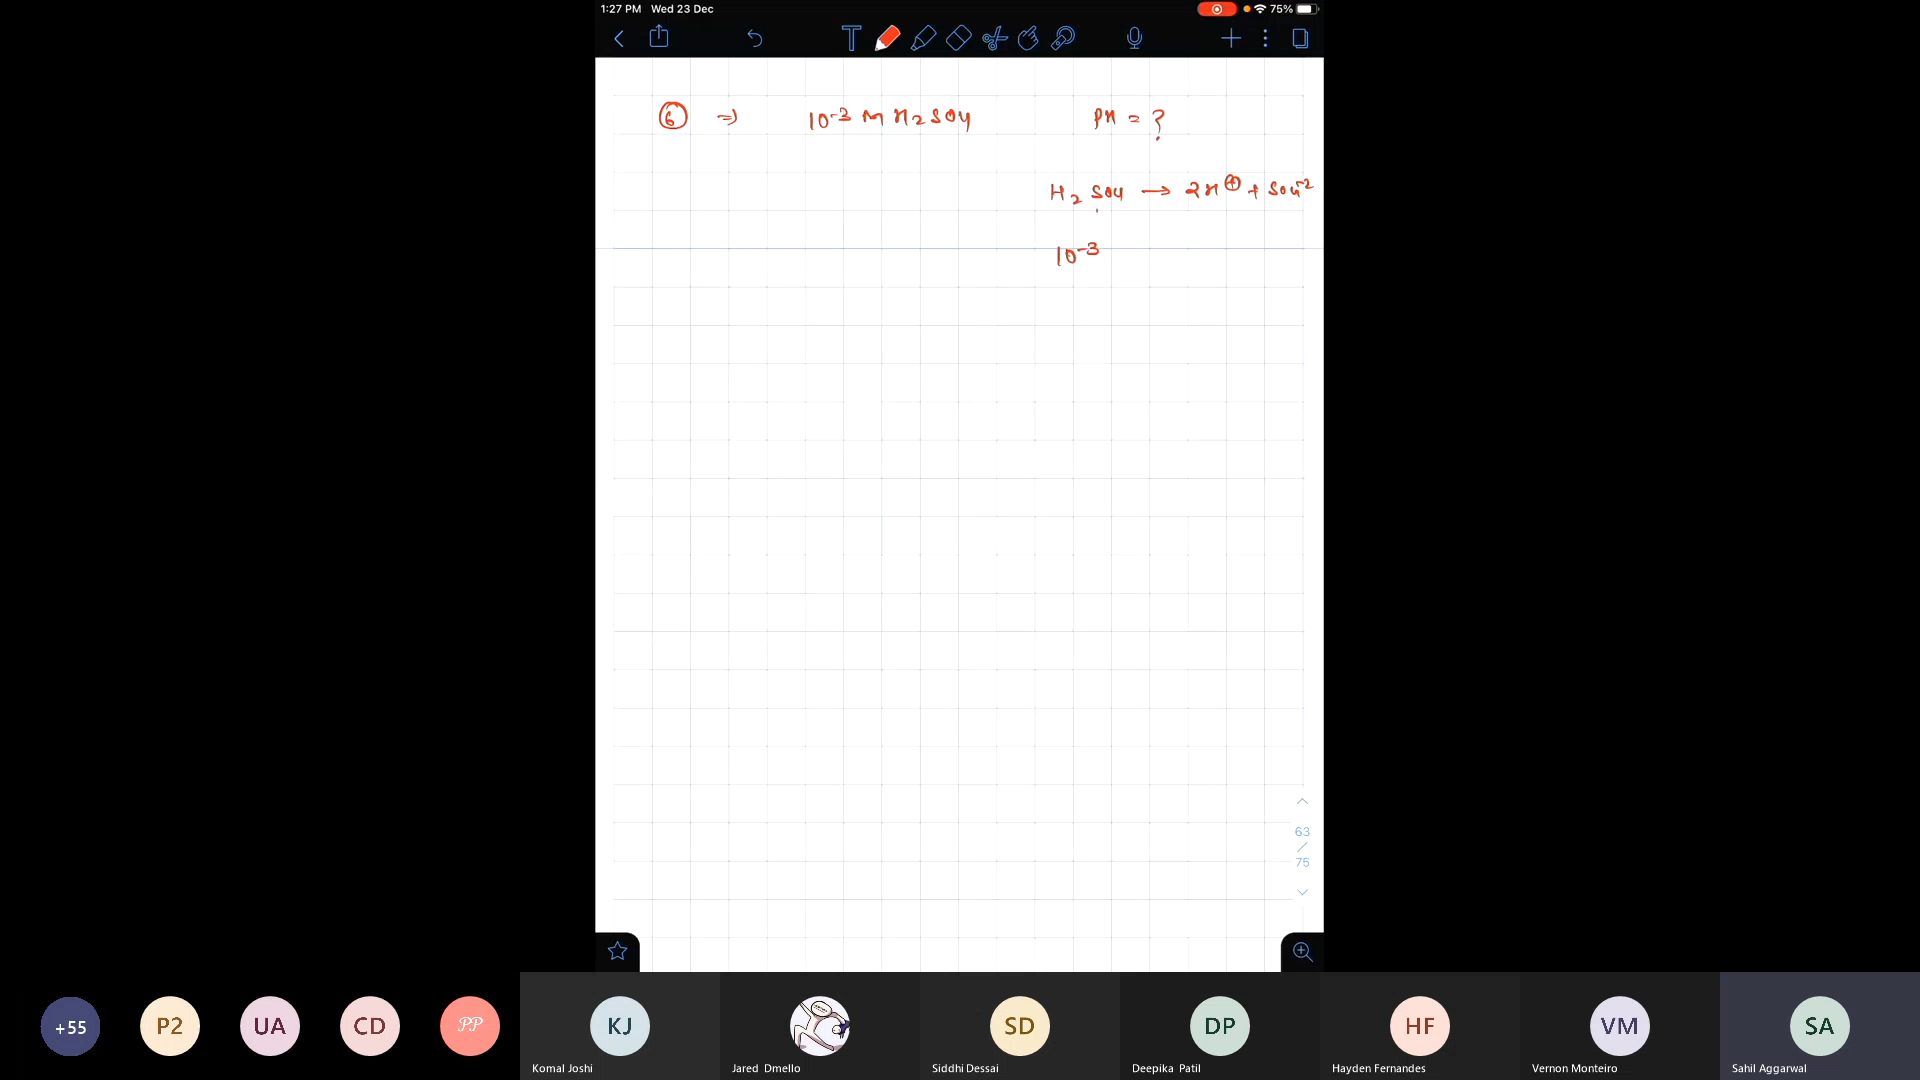 1:27 PM Wed 23 Dec
75%
T
6 ⇒ 10⁻³ M H₂SO₄ PH = ?
H₂SO₄ → 2H⊕ + SO₄⁻²
10⁻³
63
/
75
+55
P2
UA
CD
PP
KJ
SD
DP
HF
VM
SA
Komal Joshi
Jared Dmello
Siddhi Dessai
Deepika Patil
Hayden Fernandes
Vernon Monteiro
Sahil Aggarwal